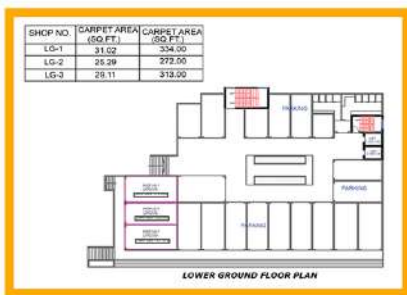 SHOP NO. CARPET AREA (SQ.FT.) CARPET AREA (SQ.FT.)
LG-1 31.02 334.00
LG-2 25.29 272.00
LG-3 29.11 313.00
PARKING
PARKING
PARKING
LOWER GROUND FLOOR PLAN